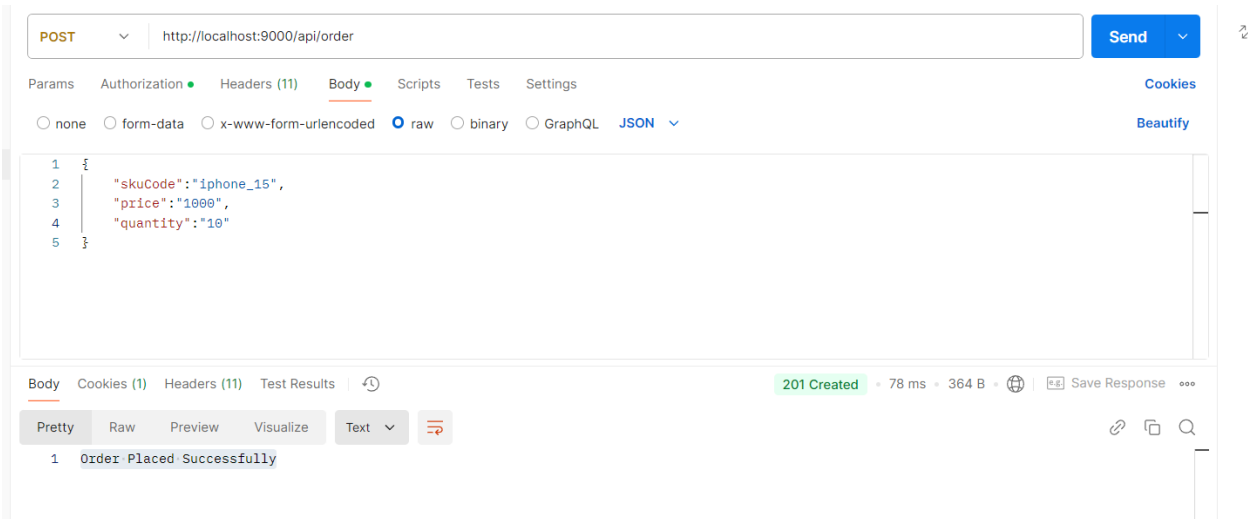 POST http://localhost:9000/api/order Send
Params Authorization Headers (11) Body Scripts Tests Settings Cookies
none form-data x-www-form-urlencoded raw binary GraphQL JSON Beautify
1 {
2 "skuCode":"iphone_15",
3 "price":"1000",
4 "quantity":"10"
5 }
Body Cookies (1) Headers (11) Test Results 201 Created 78 ms 364 B e.g. Save Response
Pretty Raw Preview Visualize Text
1 Order Placed Successfully